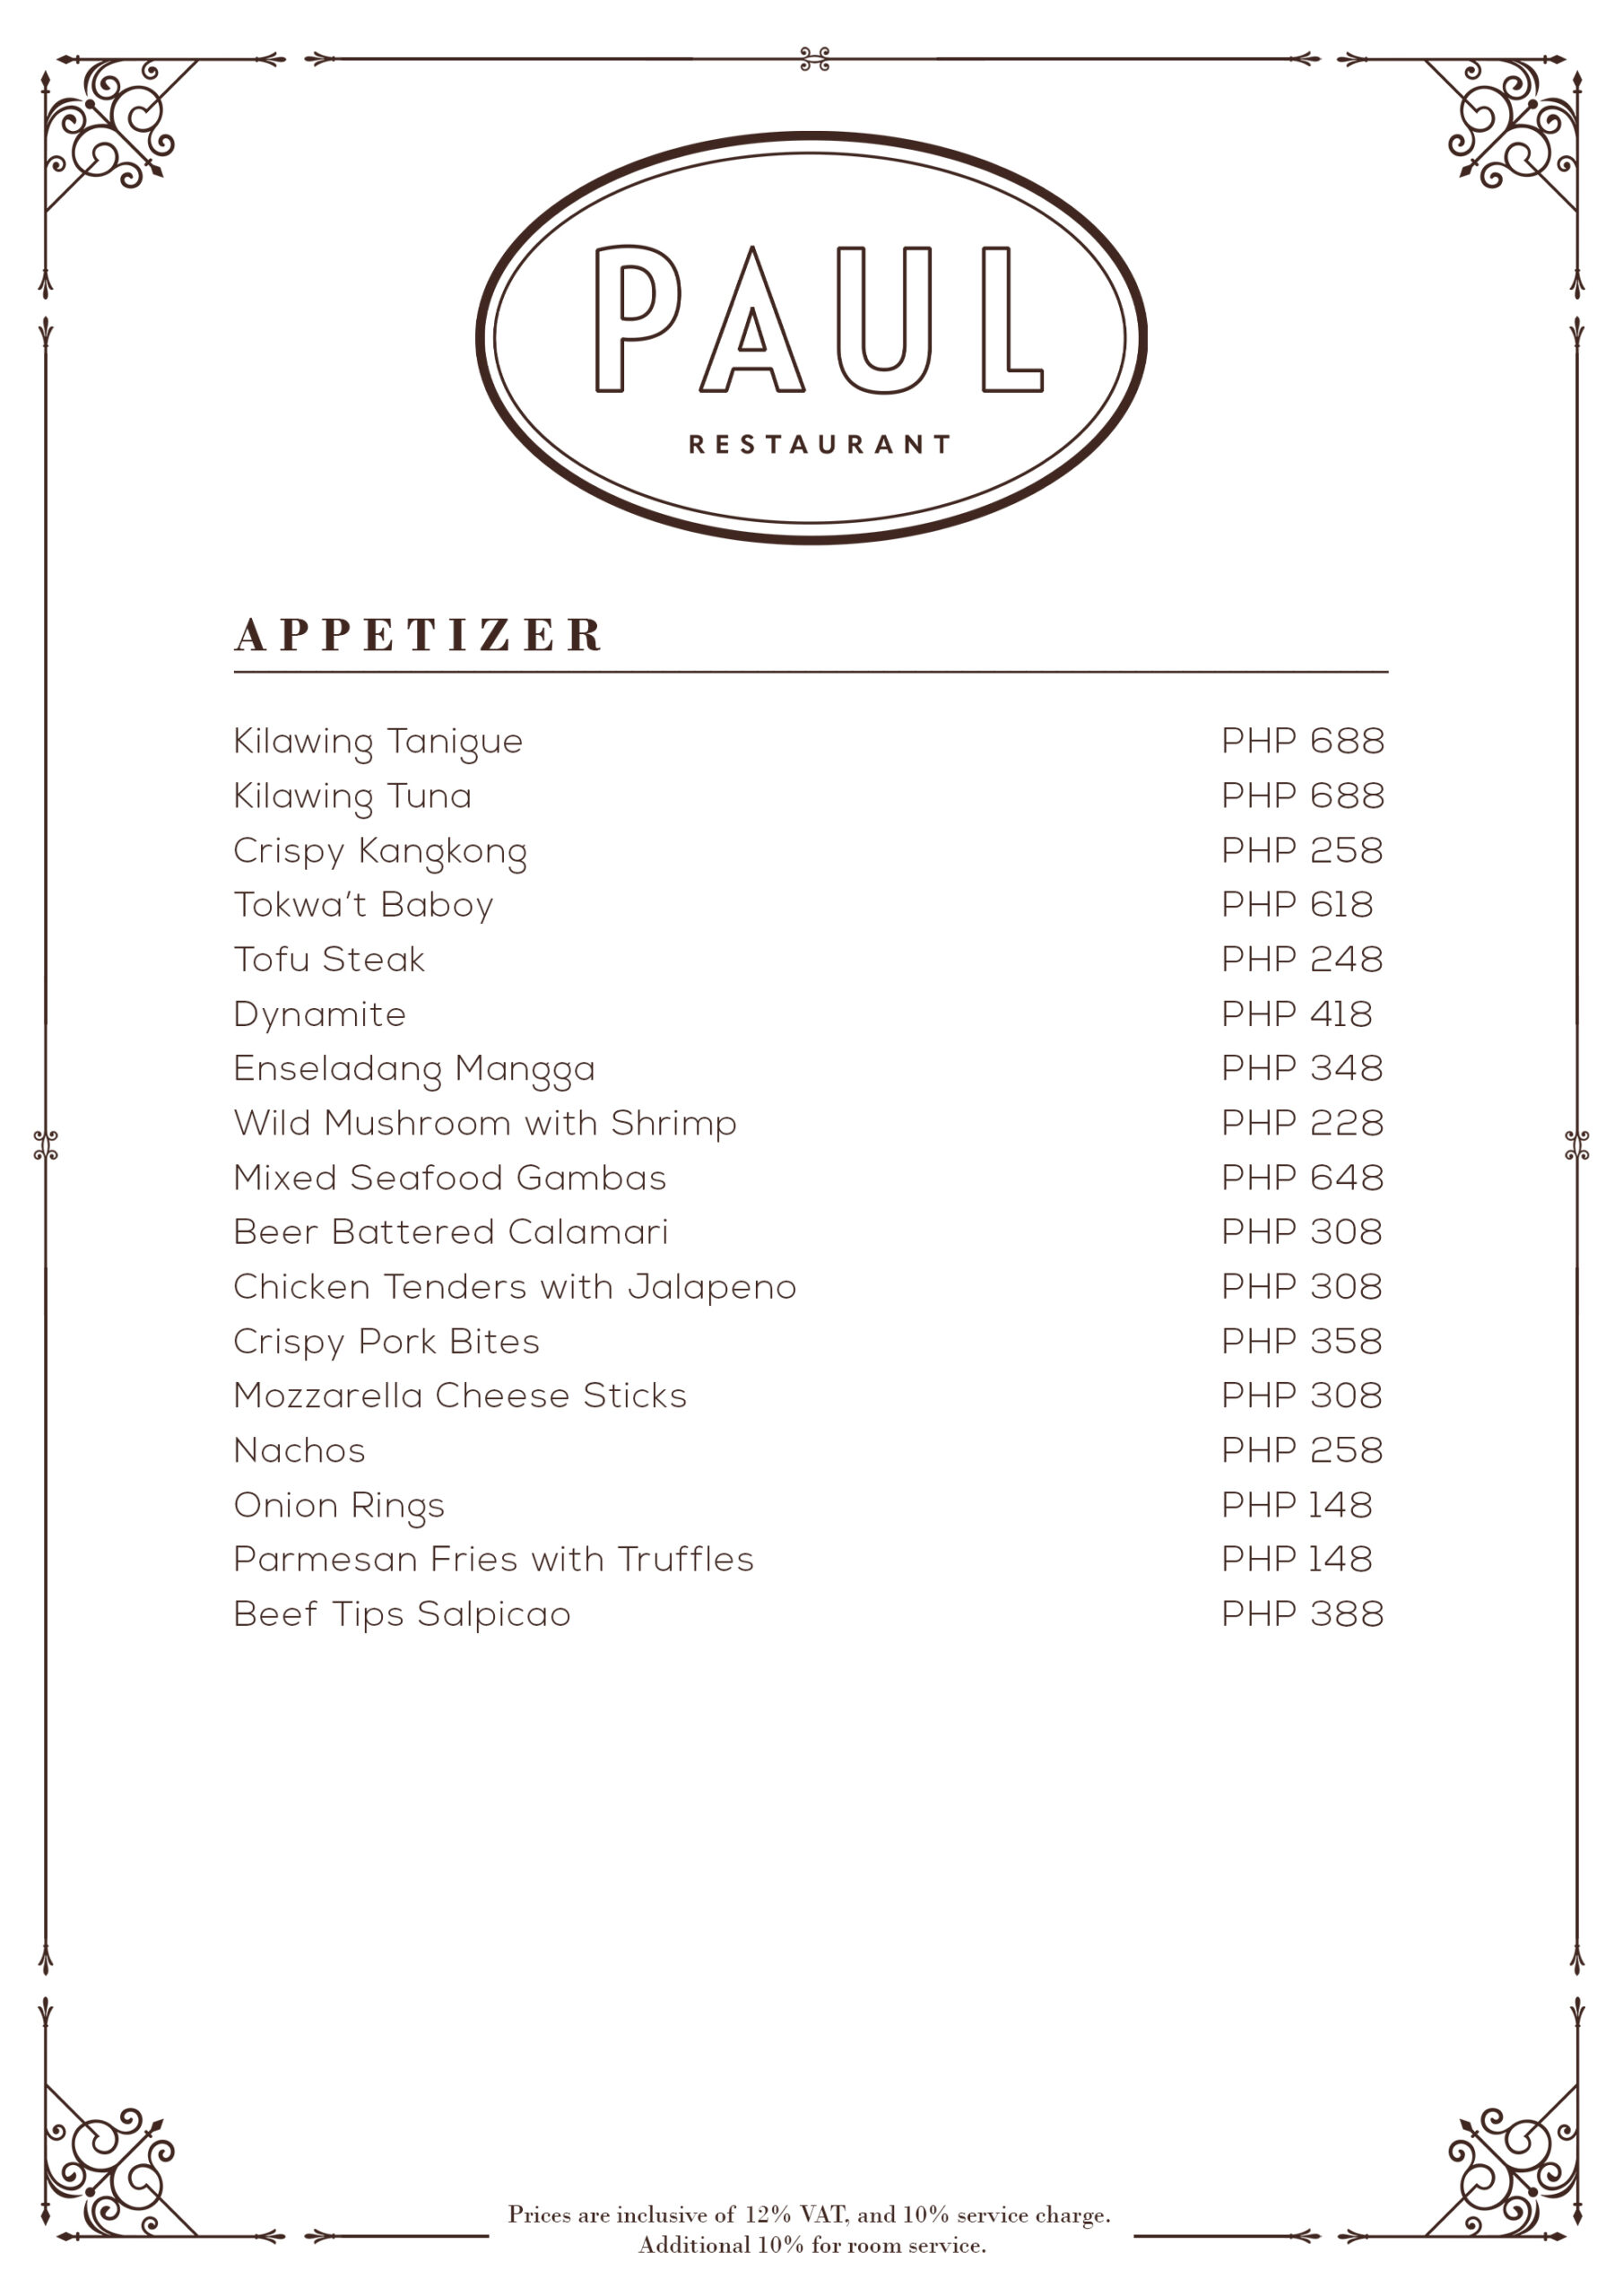 PAUL
RESTAURANT
APPETIZER
Kilawing Tanigue PHP 688
Kilawing Tuna PHP 688
Crispy Kangkong PHP 258
Tokwa’t Baboy PHP 618
Tofu Steak PHP 248
Dynamite PHP 418
Enseladang Mangga PHP 348
Wild Mushroom with Shrimp PHP 228
Mixed Seafood Gambas PHP 648
Beer Battered Calamari PHP 308
Chicken Tenders with Jalapeno PHP 308
Crispy Pork Bites PHP 358
Mozzarella Cheese Sticks PHP 308
Nachos PHP 258
Onion Rings PHP 148
Parmesan Fries with Truffles PHP 148
Beef Tips Salpicao PHP 388
Prices are inclusive of 12% VAT, and 10% service charge.
Additional 10% for room service.